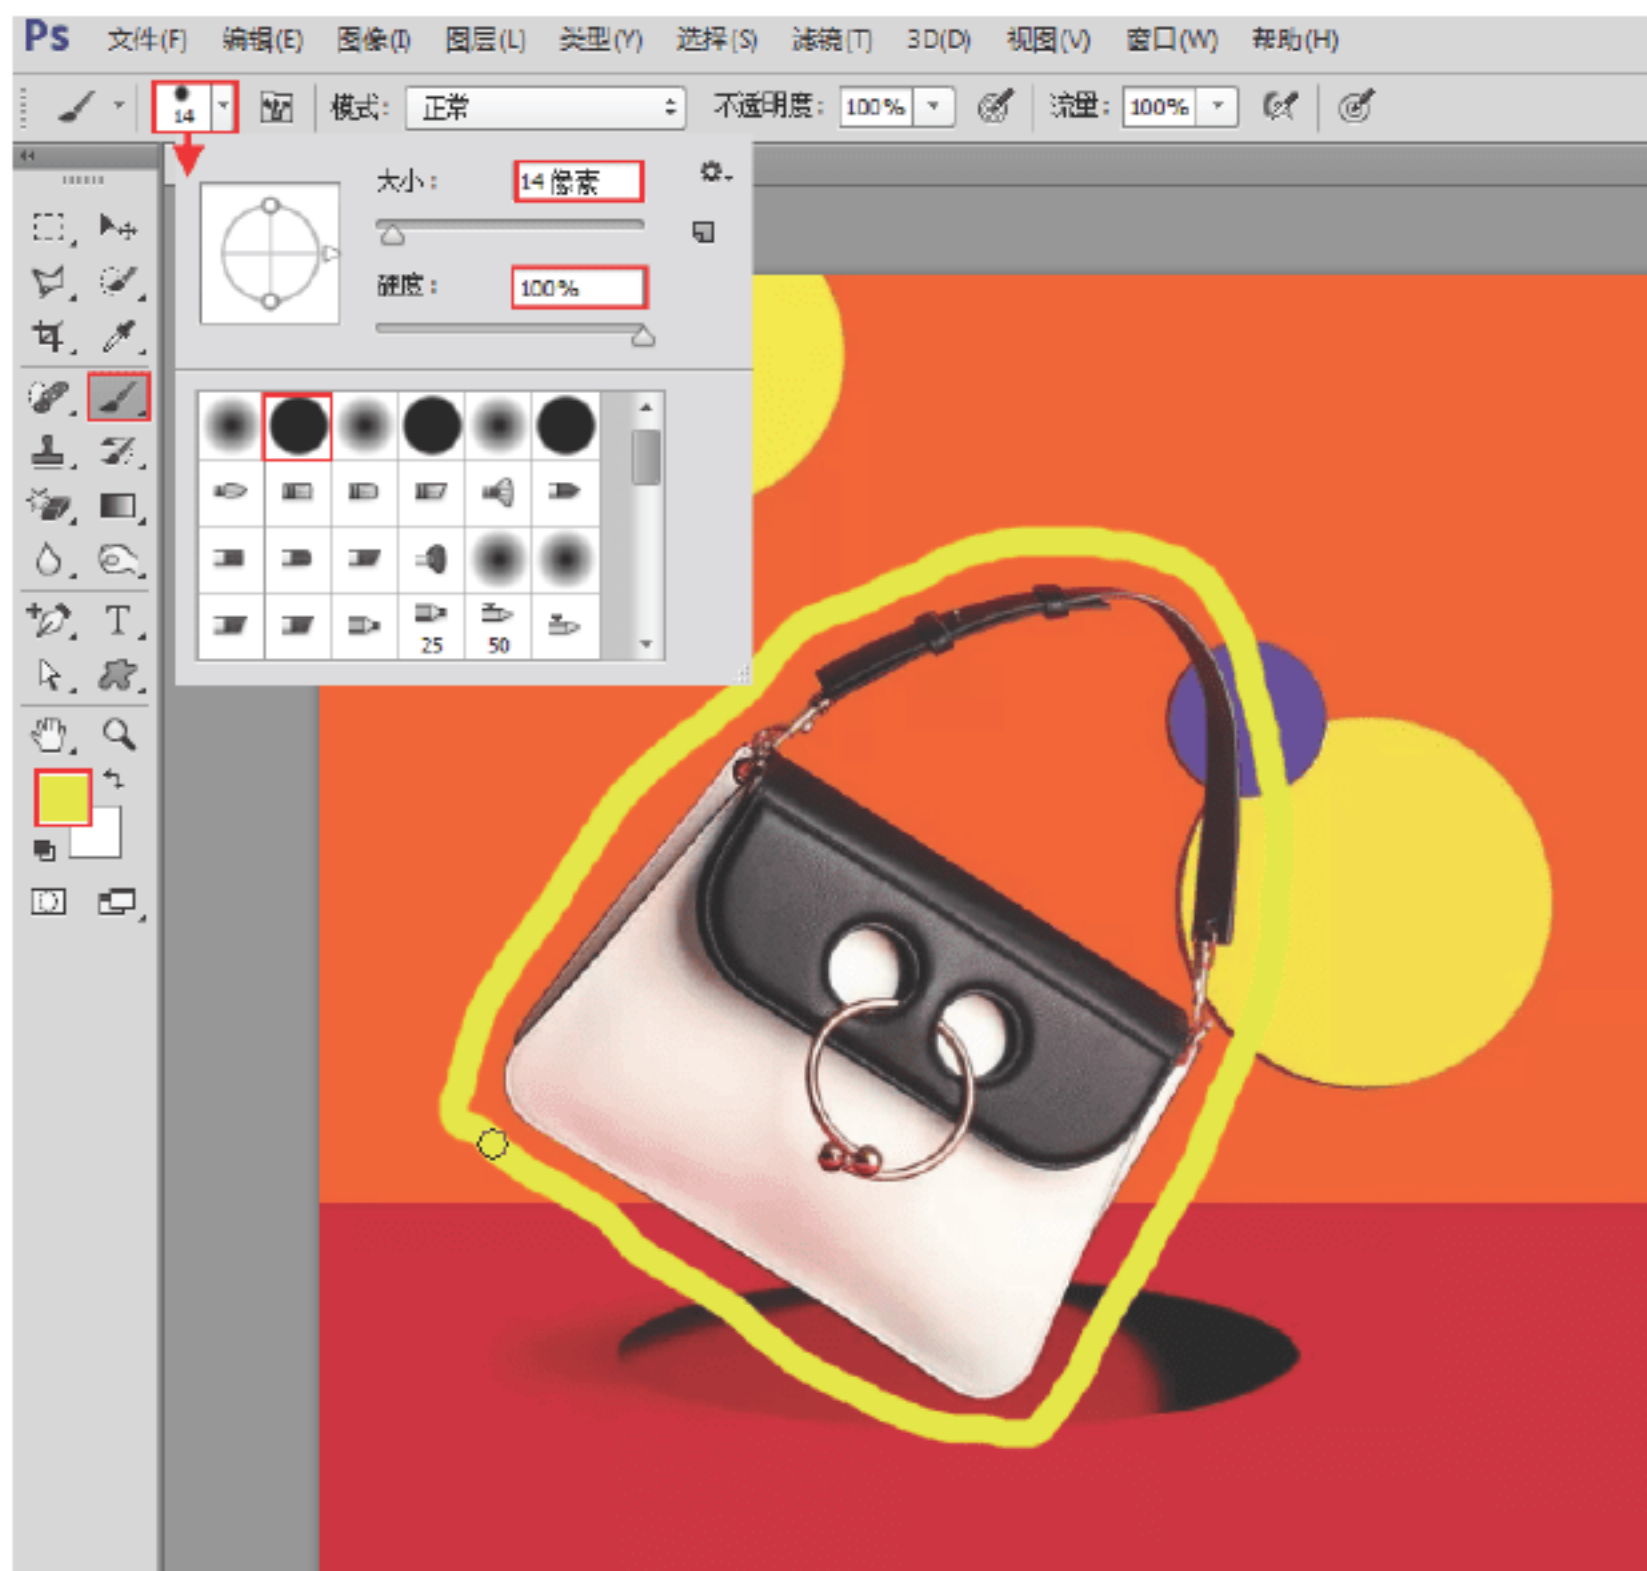 Ps 文件(F) 编辑(E) 图像(I) 图层(L) 类型(Y) 选择(S) 滤镜(T) 3D(D) 视图(V) 窗口(W) 帮助(H)
14 模式: 正常 不透明度: 100% 流量: 100%
大小: 14 像素
硬度: 100%
25 50
T